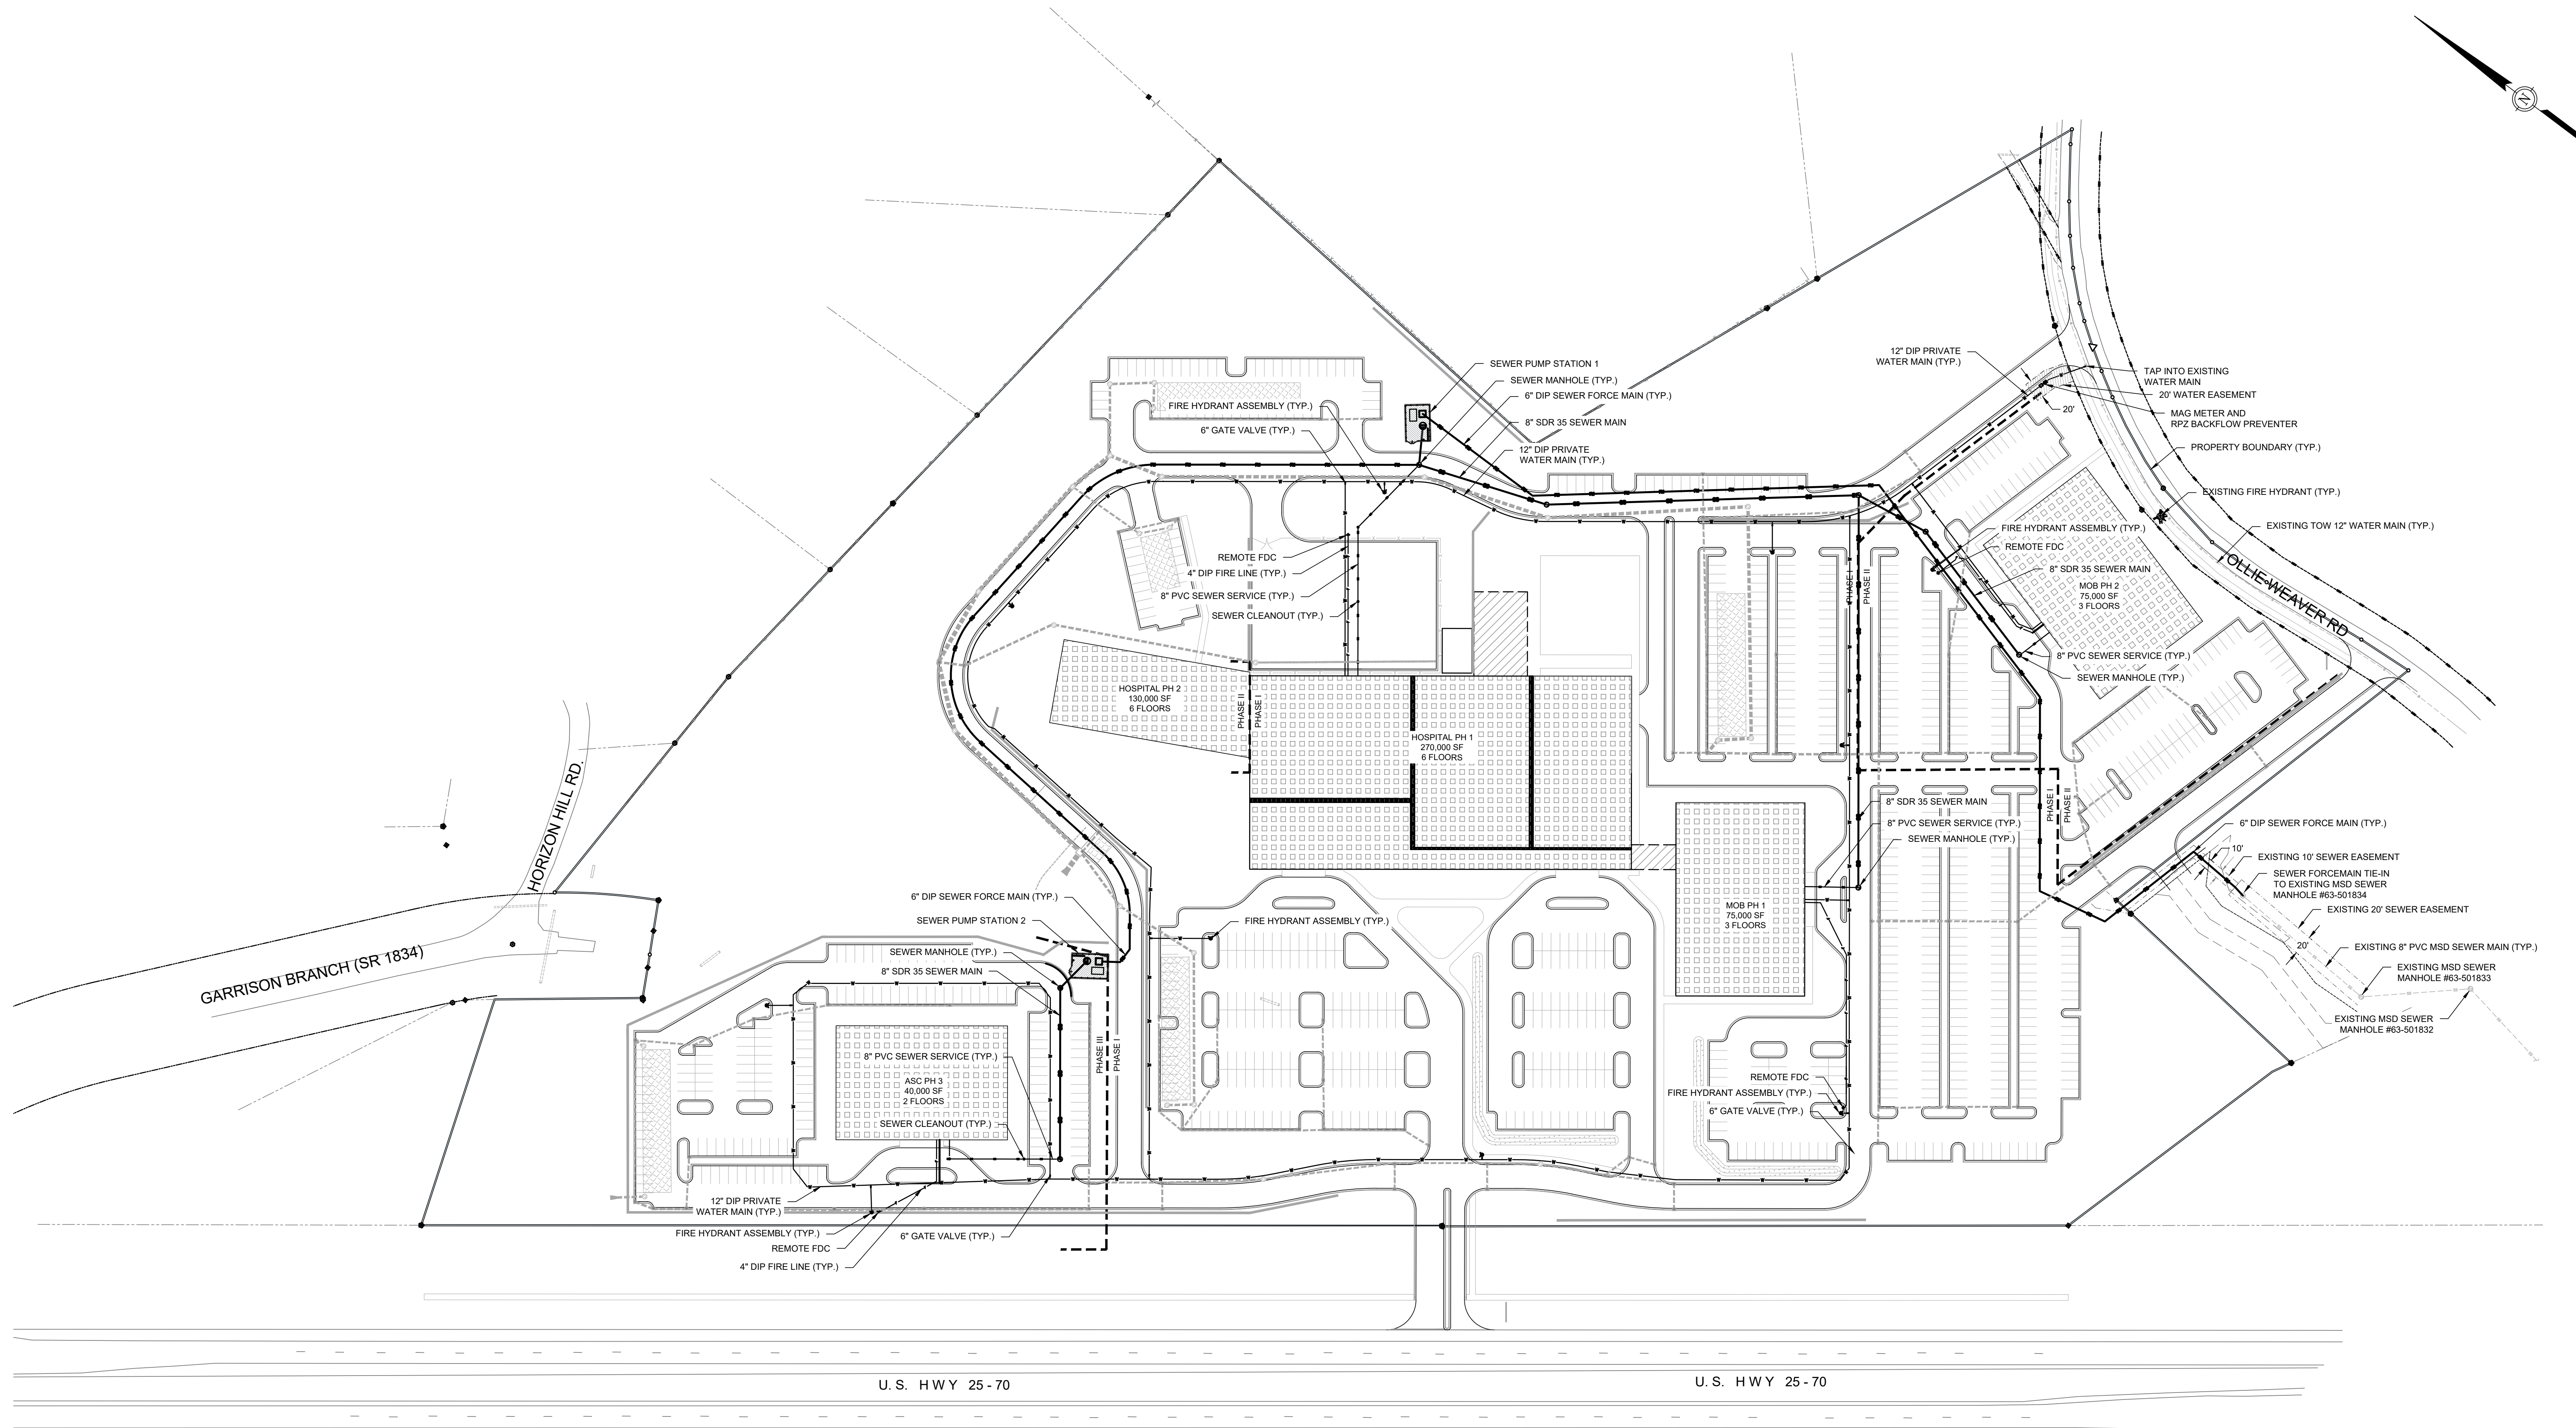 N
SEWER PUMP STATION 1
SEWER MANHOLE (TYP.)
6" DIP SEWER FORCE MAIN (TYP.)
FIRE HYDRANT ASSEMBLY (TYP.)
6" GATE VALVE (TYP.)
8" SDR 35 SEWER MAIN
12" DIP PRIVATE
WATER MAIN (TYP.)
12" DIP PRIVATE
WATER MAIN (TYP.)
TAP INTO EXISTING
WATER MAIN
20' WATER EASEMENT
20'
MAG METER AND
RPZ BACKFLOW PREVENTER
PROPERTY BOUNDARY (TYP.)
EXISTING FIRE HYDRANT (TYP.)
EXISTING TOW 12" WATER MAIN (TYP.)
OLLIE WEAVER RD
FIRE HYDRANT ASSEMBLY (TYP.)
REMOTE FDC
8" SDR 35 SEWER MAIN
MOB PH 2
75,000 SF
3 FLOORS
8" PVC SEWER SERVICE (TYP.)
SEWER MANHOLE (TYP.)
REMOTE FDC
4" DIP FIRE LINE (TYP.)
8" PVC SEWER SERVICE (TYP.)
SEWER CLEANOUT (TYP.)
PHASE I
PHASE II
HOSPITAL PH 2
130,000 SF
6 FLOORS
PHASE II
PHASE I
HOSPITAL PH 1
270,000 SF
6 FLOORS
HORIZON HILL RD.
GARRISON BRANCH (SR 1834)
8" SDR 35 SEWER MAIN
8" PVC SEWER SERVICE (TYP.)
SEWER MANHOLE (TYP.)
PHASE I
PHASE II
MOB PH 1
75,000 SF
3 FLOORS
6" DIP SEWER FORCE MAIN (TYP.)
10'
EXISTING 10' SEWER EASEMENT
SEWER FORCEMAIN TIE-IN
TO EXISTING MSD SEWER
MANHOLE #63-501834
EXISTING 20' SEWER EASEMENT
20'
EXISTING 8" PVC MSD SEWER MAIN (TYP.)
EXISTING MSD SEWER
MANHOLE #63-501833
EXISTING MSD SEWER
MANHOLE #63-501832
6" DIP SEWER FORCE MAIN (TYP.)
SEWER PUMP STATION 2
FIRE HYDRANT ASSEMBLY (TYP.)
SEWER MANHOLE (TYP.)
8" SDR 35 SEWER MAIN
PHASE III
PHASE I
8" PVC SEWER SERVICE (TYP.)
ASC PH 3
40,000 SF
2 FLOORS
SEWER CLEANOUT (TYP.)
REMOTE FDC
FIRE HYDRANT ASSEMBLY (TYP.)
6" GATE VALVE (TYP.)
12" DIP PRIVATE
WATER MAIN (TYP.)
FIRE HYDRANT ASSEMBLY (TYP.)
REMOTE FDC
4" DIP FIRE LINE (TYP.)
6" GATE VALVE (TYP.)
U. S. HWY 25 - 70
U. S. HWY 25 - 70